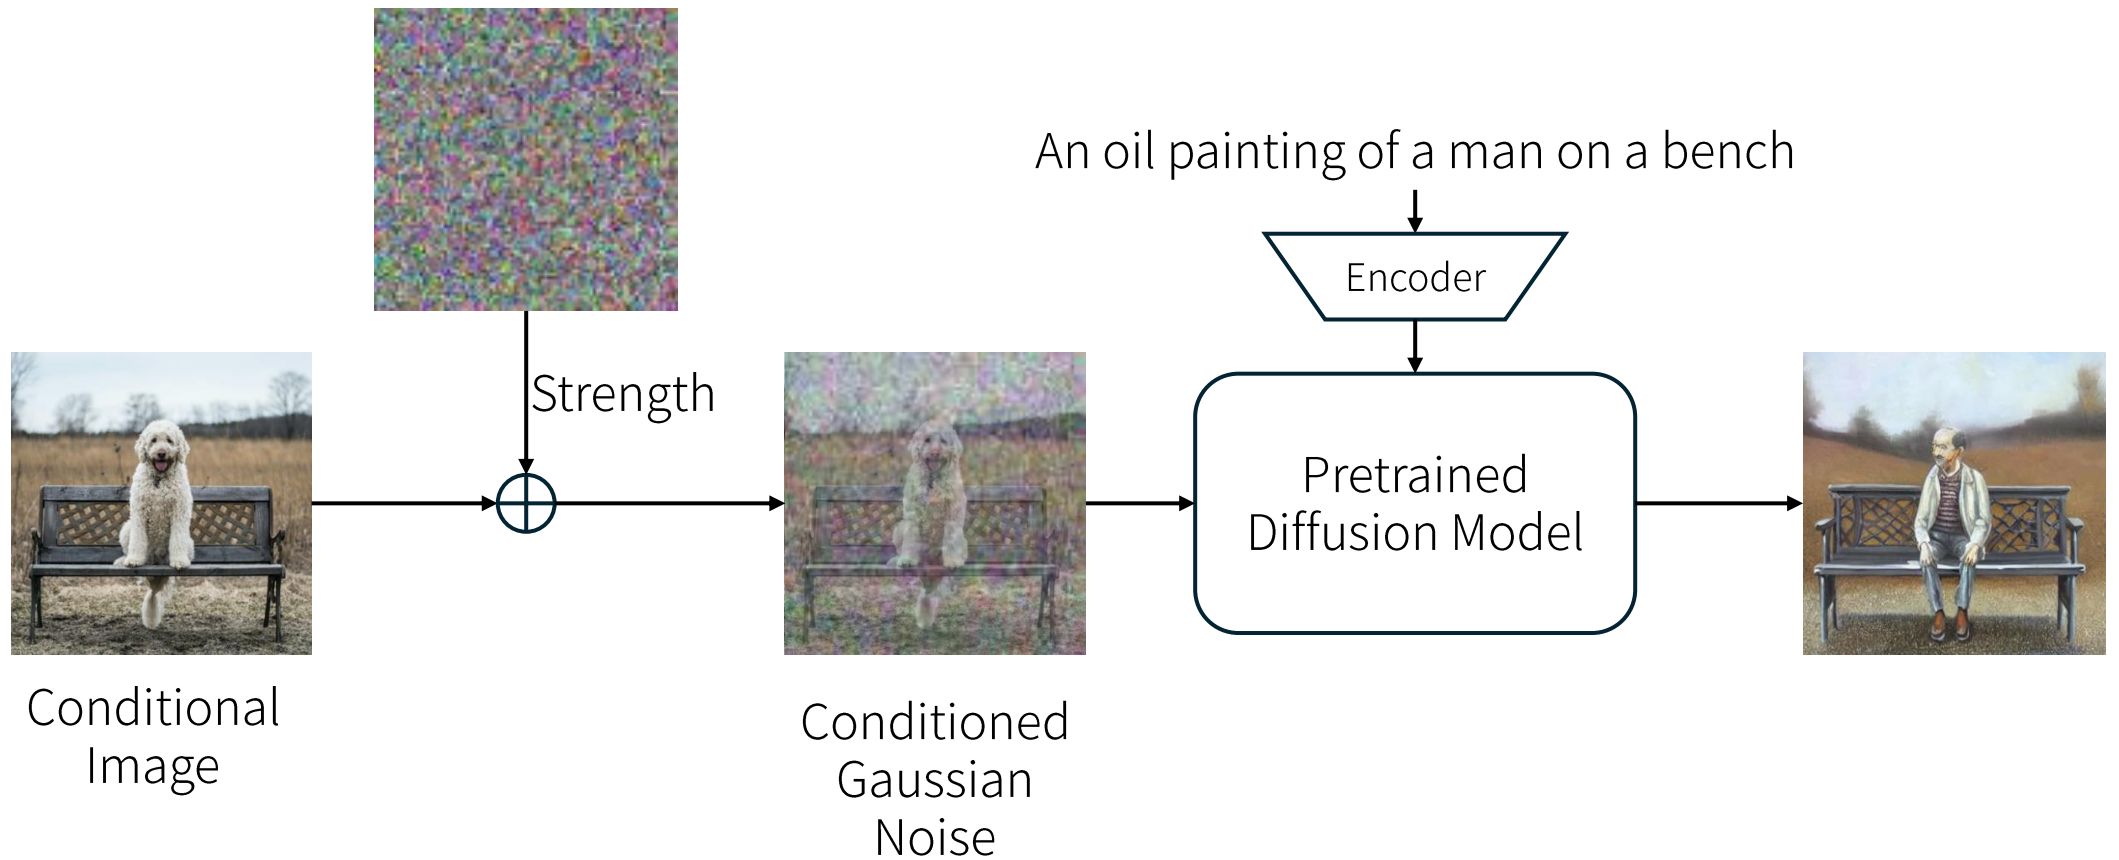 An oil painting of a man on a bench
Encoder
Strength
Pretrained
Diffusion Model
Conditional
Image
Conditioned
Gaussian
Noise